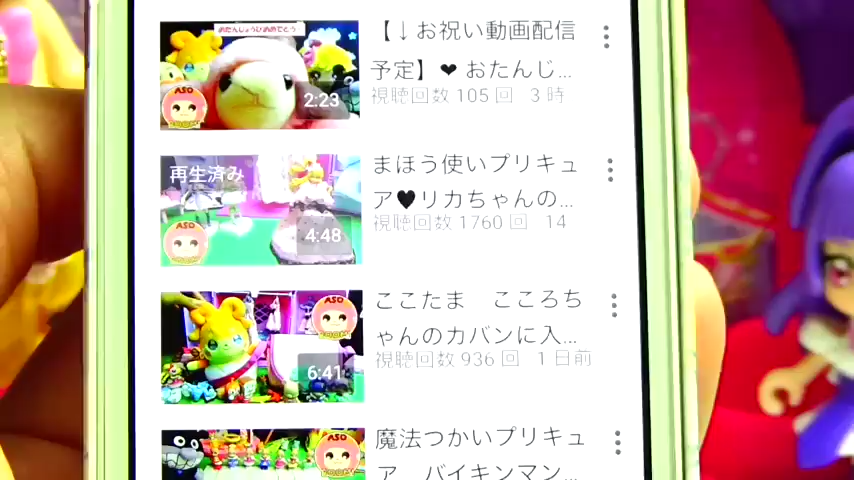 おたんじょうびおめでとう
【↓お祝い動画配信
予定】❤おたんじ...
視聴回数 105 回 3 時
ASO
2:23
まほう使いプリキュ
ア♥リカちゃんの...
視聴回数 1760 回 14
再生済み
ASO
4:48
ここたま こころち
ゃんのカバンに入...
視聴回数 936 回 1 日前
ASO
6:41
魔法つかいプリキュ
ア バイキンマン...
ASO